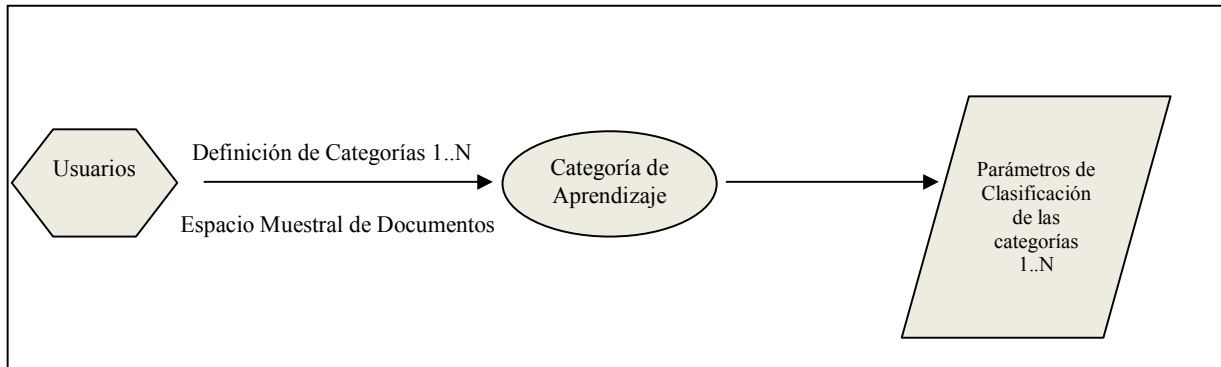 Usuarios
Definición de Categorías 1..N
Espacio Muestral de Documentos
Categoría de
Aprendizaje
Parámetros de
Clasificación
de las
categorías
1..N